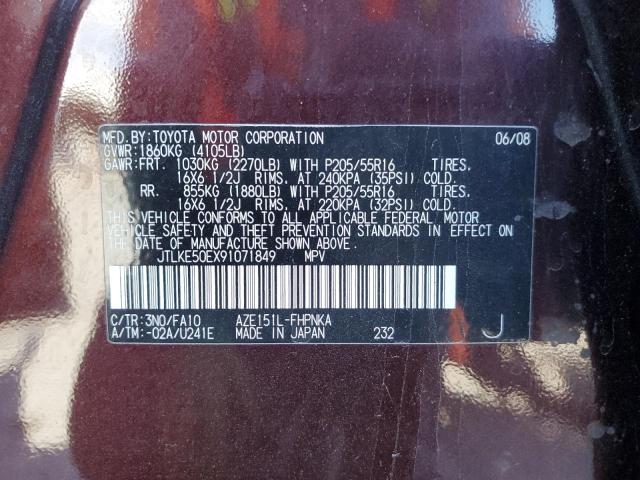 MFD.BY:TOYOTA MOTOR CORPORATION 06/08
GVWR:1860KG (4105LB)
GAWR:FRT. 1030KG (2270LB) WITH P205/55R16 TIRES.
16X6 1/2J RIMS. AT 240KPA (35PSI) COLD.
RR. 855KG (1880LB) WITH P205/55R16 TIRES.
16X6 1/2J RIMS. AT 220KPA (32PSI) COLD.
THIS VEHICLE CONFORMS TO ALL APPLICABLE FEDERAL MOTOR
VEHICLE SAFETY AND THEFT PREVENTION STANDARDS IN EFFECT ON
THE DATE OF MANUFACTURE SHOWN ABOVE.
JTLKE50EX91071849 MPV
C/TR:3N0/FA10 AZE151L-FHPNKA
A/TM:-02A/U241E MADE IN JAPAN 232 J